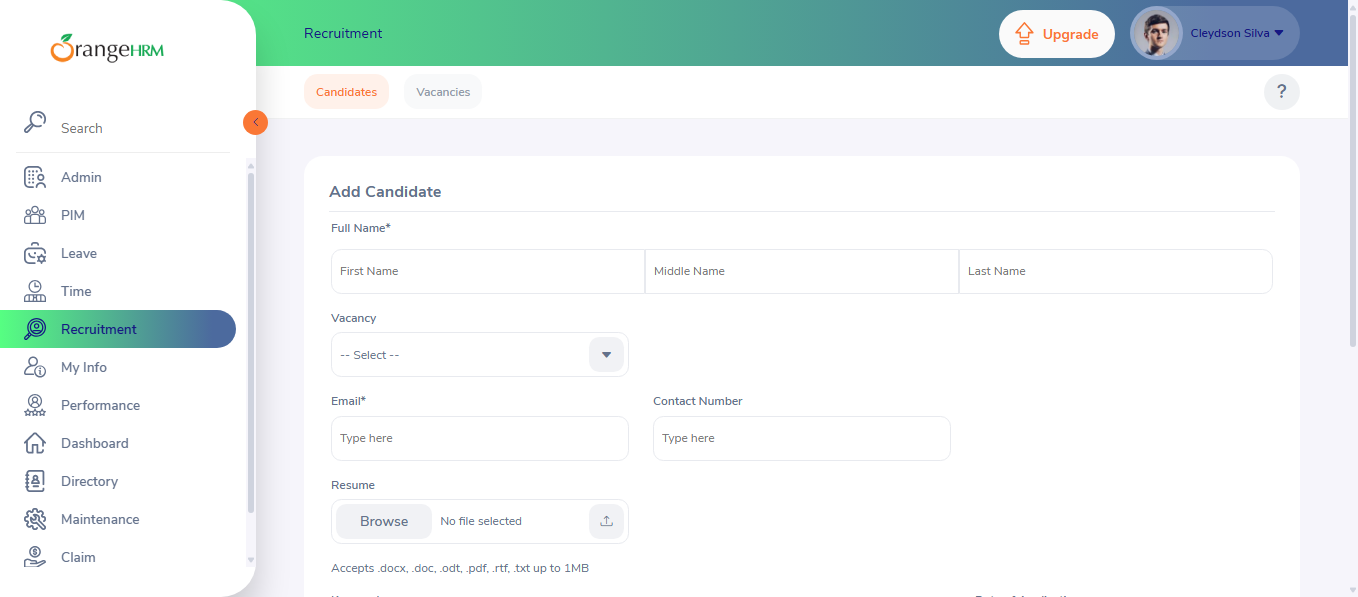 OrangeHRM
Recruitment
Upgrade
Cleydson Silva
Candidates
Vacancies
?
Search
Admin
PIM
Leave
Time
Recruitment
My Info
Performance
Dashboard
Directory
Maintenance
Claim
Add Candidate
Full Name*
First Name
Middle Name
Last Name
Vacancy
-- Select --
Email*
Contact Number
Type here
Type here
Resume
Browse
No file selected
Accepts .docx, .doc, .odt, .pdf, .rtf, .txt up to 1MB